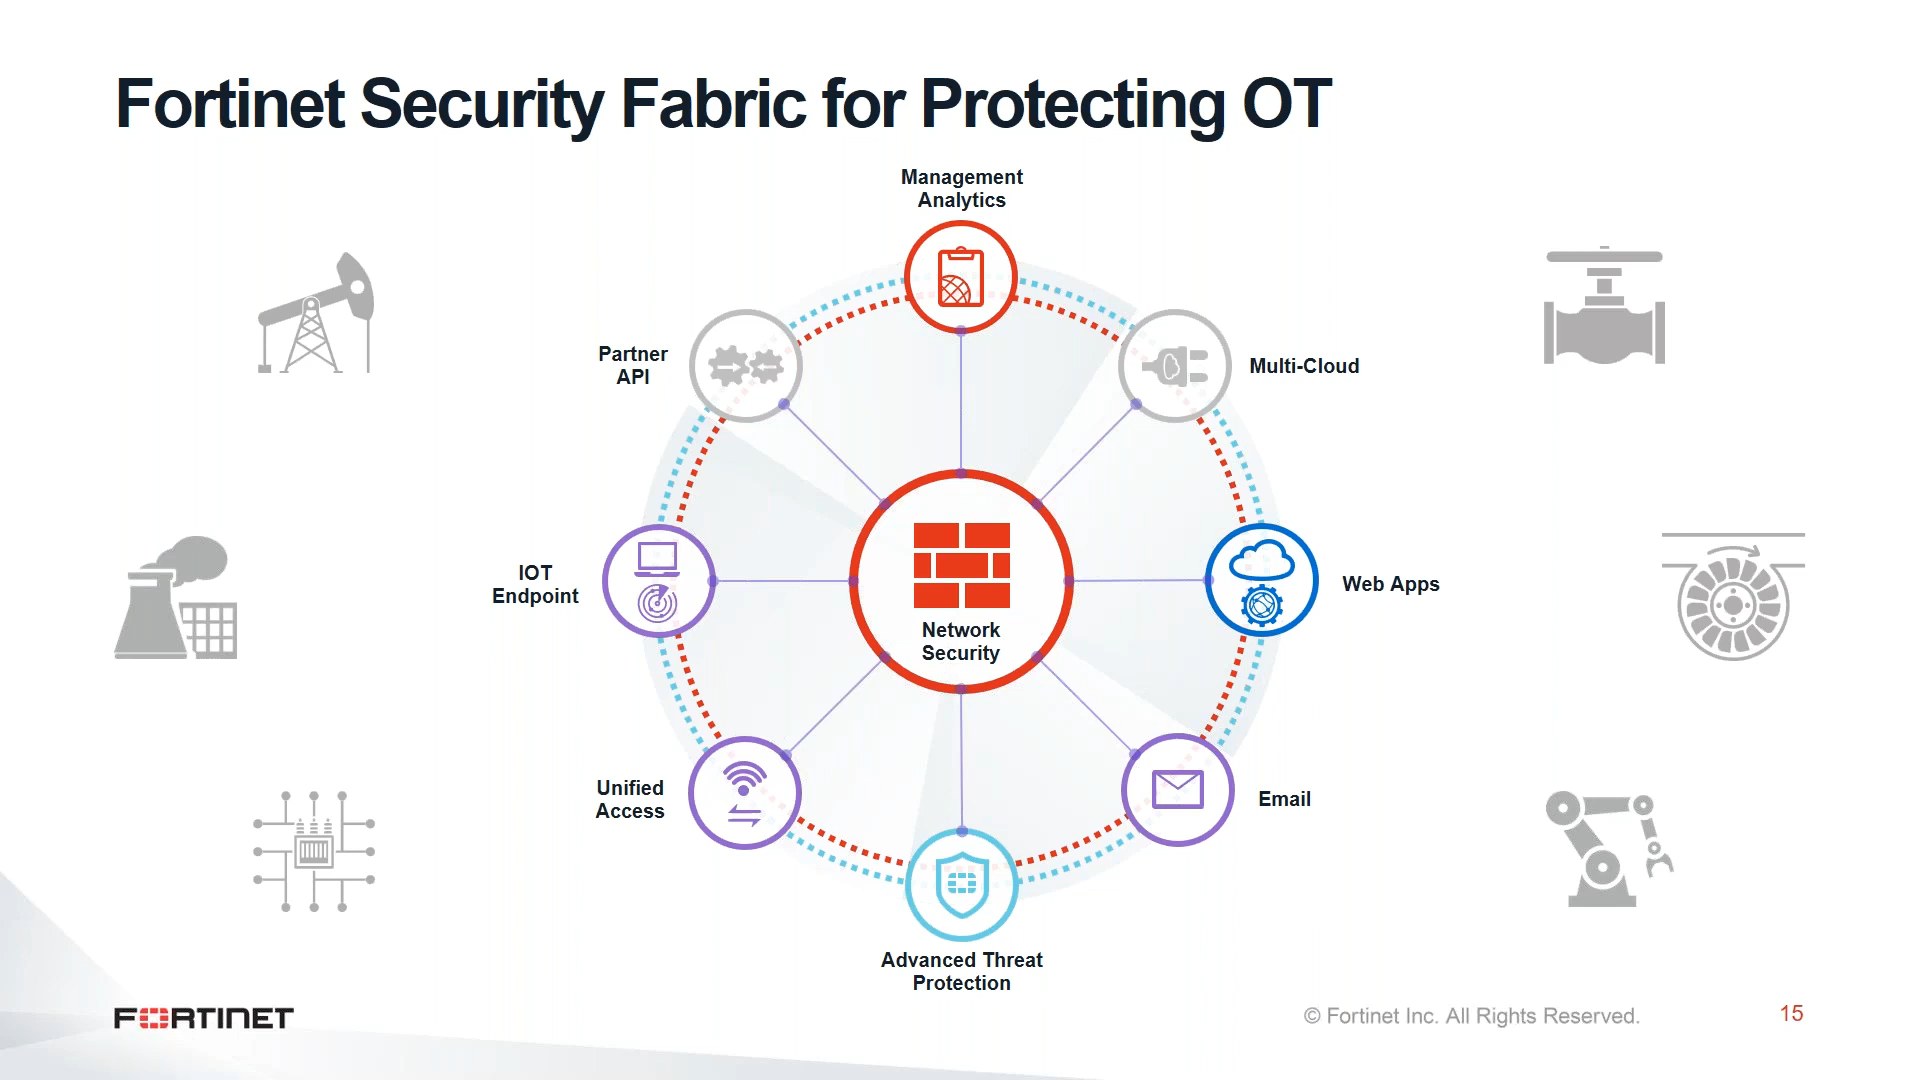 Fortinet Security Fabric for Protecting OT
Management
Analytics
Partner
API
Multi-Cloud
IOT
Endpoint
Network
Security
Web Apps
Unified
Access
Email
Advanced Threat
Protection
FORTINET
© Fortinet Inc. All Rights Reserved.
15